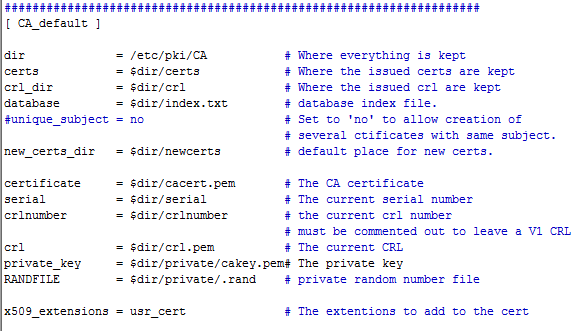 ####################################################################
[ CA_default ]
dir             = /etc/pki/CA           # Where everything is kept
certs           = $dir/certs            # Where the issued certs are kept
crl_dir         = $dir/crl              # Where the issued crl are kept
database        = $dir/index.txt        # database index file.
#unique_subject = no                    # Set to 'no' to allow creation of
                                        # several ctificates with same subject.
new_certs_dir   = $dir/newcerts         # default place for new certs.
certificate     = $dir/cacert.pem       # The CA certificate
serial          = $dir/serial           # The current serial number
crlnumber       = $dir/crlnumber        # the current crl number
                                        # must be commented out to leave a V1 CRL
crl             = $dir/crl.pem          # The current CRL
private_key     = $dir/private/cakey.pem# The private key
RANDFILE        = $dir/private/.rand    # private random number file
x509_extensions = usr_cert              # The extentions to add to the cert